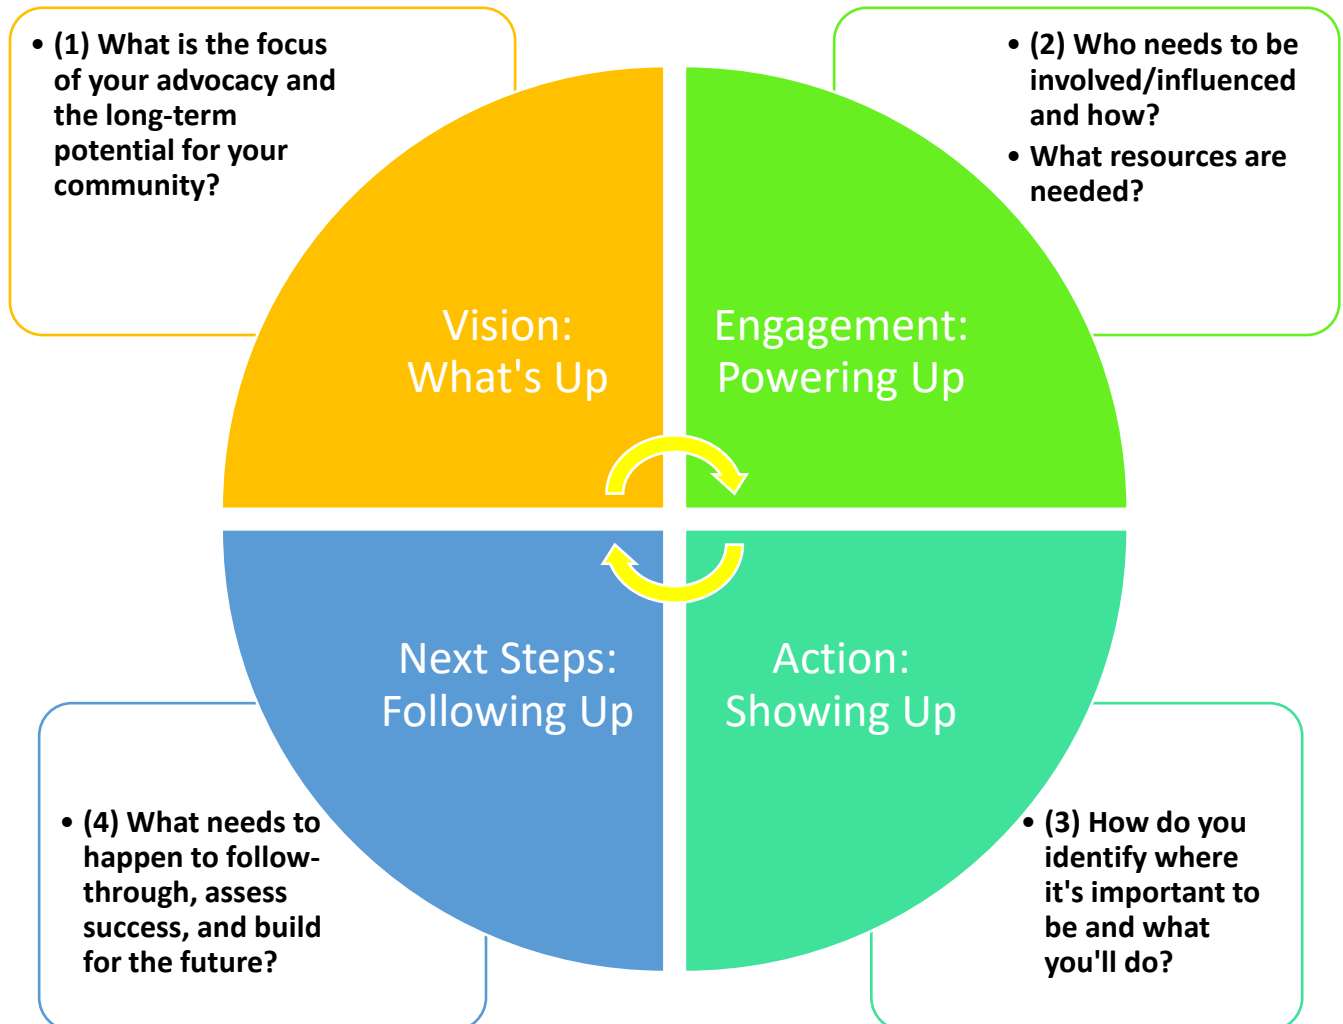 • (1) What is the focus
of your advocacy and
the long-term
potential for your
community?
• (2) Who needs to be
involved/influenced
and how?
• What resources are
needed?
Vision:
What's Up
Engagement:
Powering Up
Next Steps:
Following Up
Action:
Showing Up
• (4) What needs to
happen to follow-
through, assess
success, and build
for the future?
• (3) How do you
identify where
it's important to
be and what
you'll do?